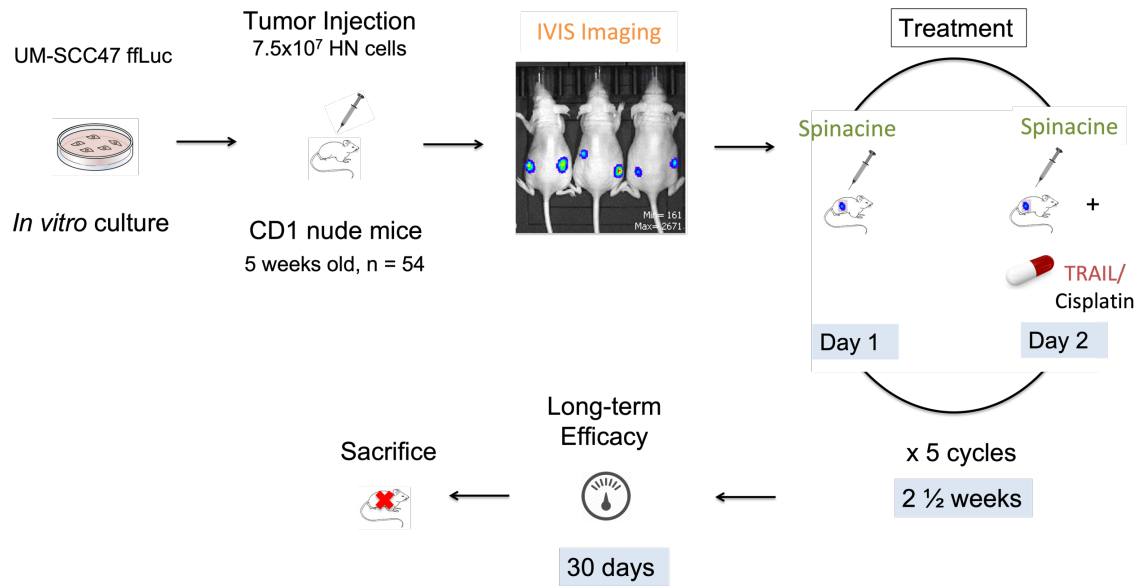 UM-SCC47 ffLuc
In vitro culture
Tumor Injection
7.5x10⁷ HN cells
CD1 nude mice
5 weeks old, n = 54
IVIS Imaging
Min= 161
Max= 2671
Treatment
Spinacine
Day 1
Spinacine
+
TRAIL/
Cisplatin
Day 2
x 5 cycles
2 ½ weeks
Long-term
Efficacy
30 days
Sacrifice